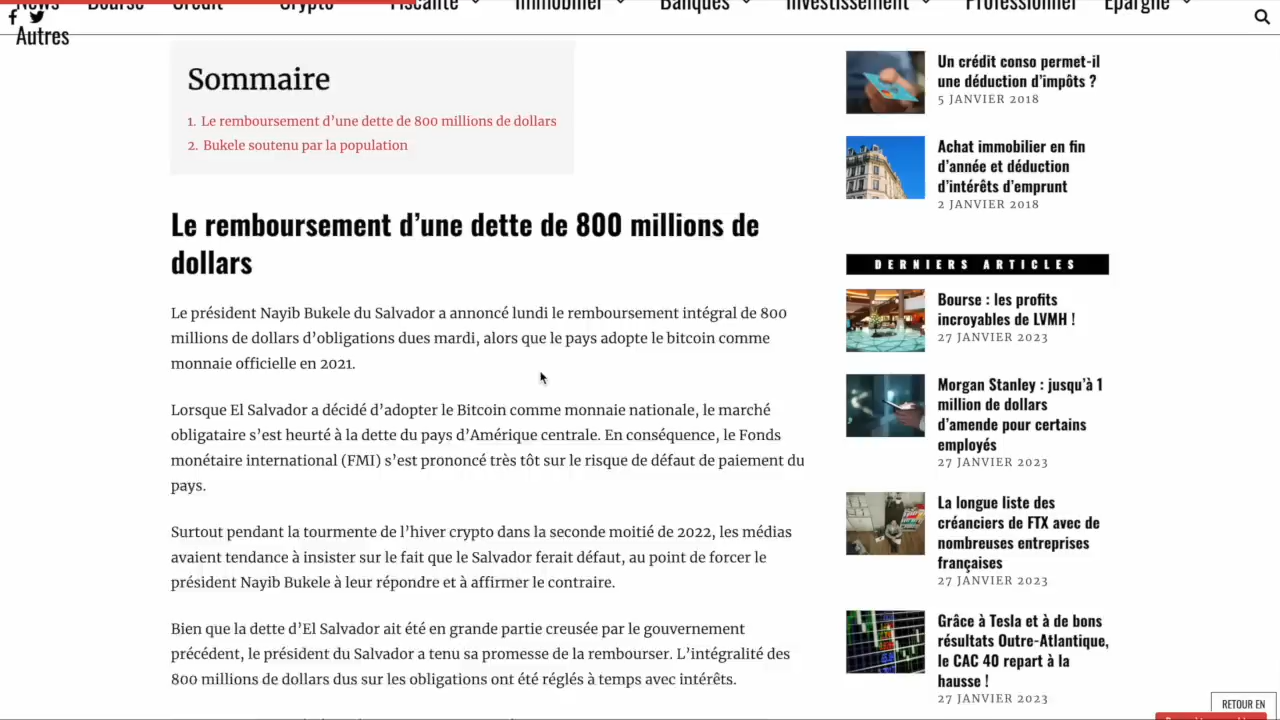 News Bourse Crédit Crypto Fiscalité Immobilier Banques Investissement Professionnel Épargne
Autres
Sommaire
1. Le remboursement d’une dette de 800 millions de dollars
2. Bukele soutenu par la population
Le remboursement d’une dette de 800 millions de
dollars
Le président Nayib Bukele du Salvador a annoncé lundi le remboursement intégral de 800
millions de dollars d’obligations dues mardi, alors que le pays adopte le bitcoin comme
monnaie officielle en 2021.
Lorsque El Salvador a décidé d’adopter le Bitcoin comme monnaie nationale, le marché
obligataire s’est heurté à la dette du pays d’Amérique centrale. En conséquence, le Fonds
monétaire international (FMI) s’est prononcé très tôt sur le risque de défaut de paiement du
pays.
Surtout pendant la tourmente de l’hiver crypto dans la seconde moitié de 2022, les médias
avaient tendance à insister sur le fait que le Salvador ferait défaut, au point de forcer le
président Nayib Bukele à leur répondre et à affirmer le contraire.
Bien que la dette d’El Salvador ait été en grande partie creusée par le gouvernement
précédent, le président du Salvador a tenu sa promesse de la rembourser. L’intégralité des
800 millions de dollars dus sur les obligations ont été réglés à temps avec intérêts.
Un crédit conso permet-il
une déduction d’impôts ?
5 JANVIER 2018
Achat immobilier en fin
d’année et déduction
d’intérêts d’emprunt
2 JANVIER 2018
DERNIERS ARTICLES
Bourse : les profits
incroyables de LVMH !
27 JANVIER 2023
Morgan Stanley : jusqu’à 1
million de dollars
d’amende pour certains
employés
27 JANVIER 2023
La longue liste des
créanciers de FTX avec de
nombreuses entreprises
françaises
27 JANVIER 2023
Grâce à Tesla et à de bons
résultats Outre-Atlantique,
le CAC 40 repart à la
hausse !
27 JANVIER 2023
RETOUR EN